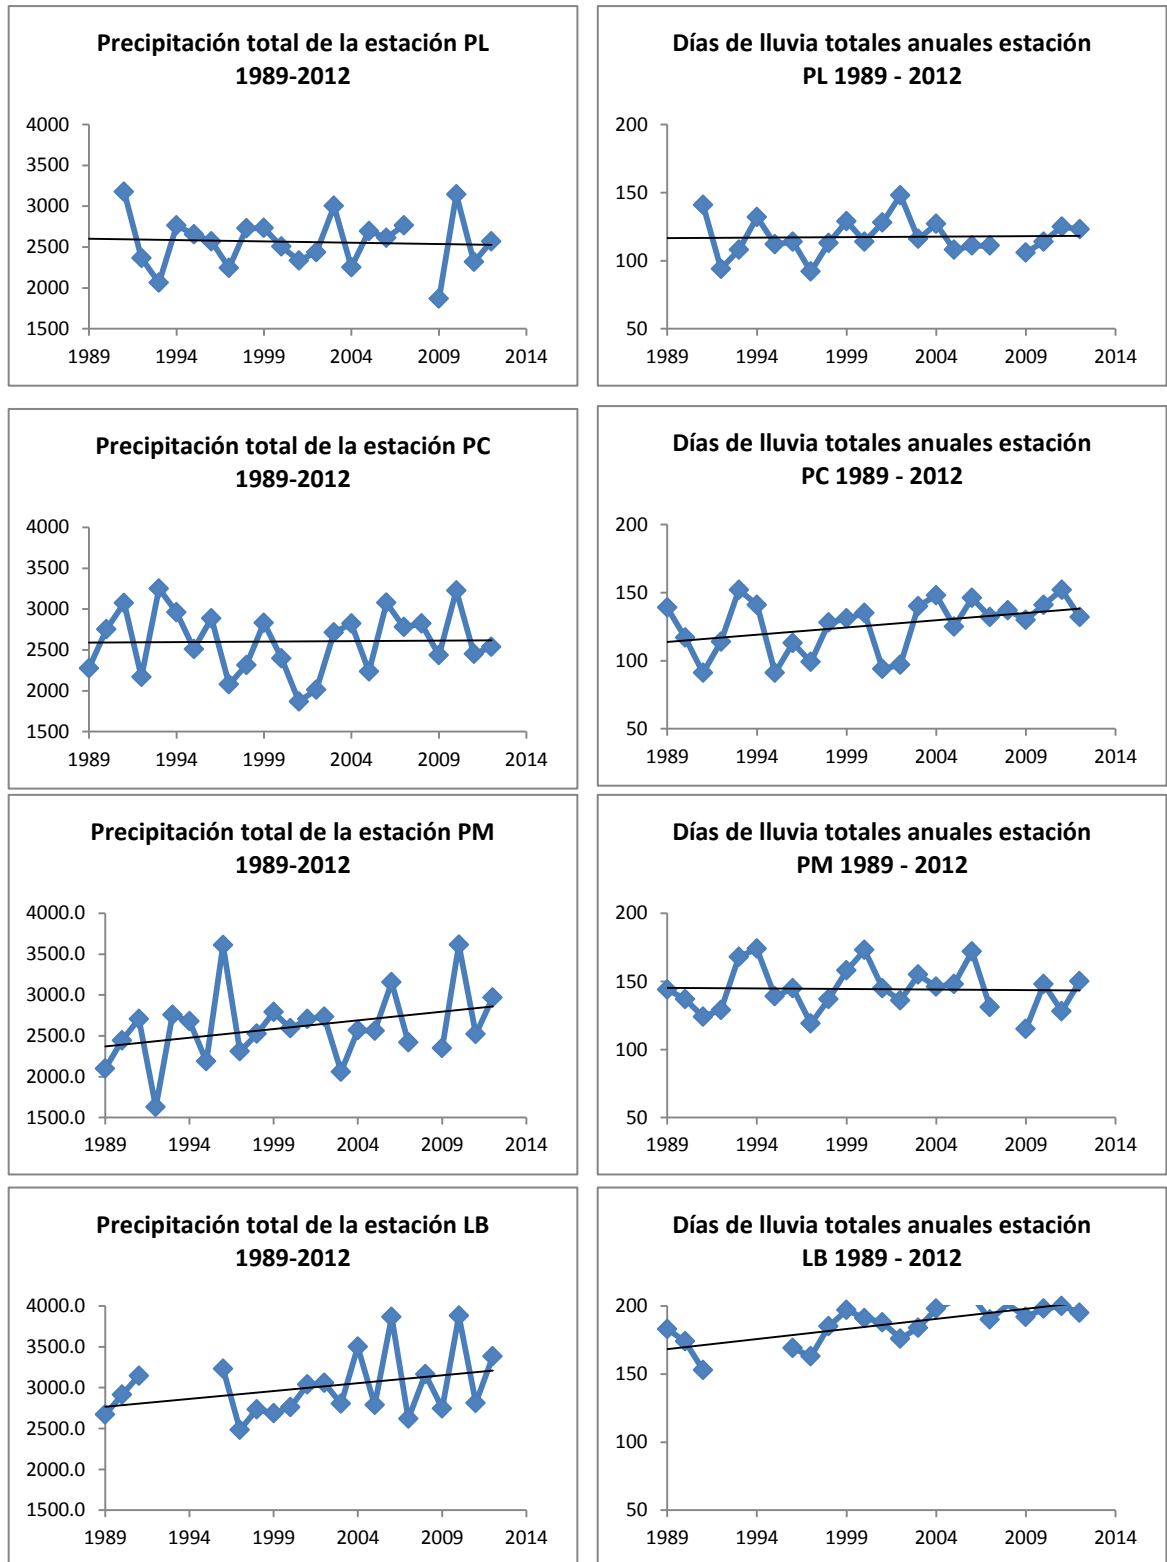 Precipitación total de la estación PL
1989-2012
4000
3500
3000
2500
2000
1500
1989 1994 1999 2004 2009 2014
Días de lluvia totales anuales estación
PL 1989 - 2012
200
150
100
50
1989 1994 1999 2004 2009 2014
Precipitación total de la estación PC
1989-2012
4000
3500
3000
2500
2000
1500
1989 1994 1999 2004 2009 2014
Días de lluvia totales anuales estación
PC 1989 - 2012
200
150
100
50
1989 1994 1999 2004 2009 2014
Precipitación total de la estación PM
1989-2012
4000.0
3500.0
3000.0
2500.0
2000.0
1500.0
1989 1994 1999 2004 2009 2014
Días de lluvia totales anuales estación
PM 1989 - 2012
200
150
100
50
1989 1994 1999 2004 2009 2014
Precipitación total de la estación LB
1989-2012
4000.0
3500.0
3000.0
2500.0
2000.0
1500.0
1989 1994 1999 2004 2009 2014
Días de lluvia totales anuales estación
LB 1989 - 2012
200
150
100
50
1989 1994 1999 2004 2009 2014